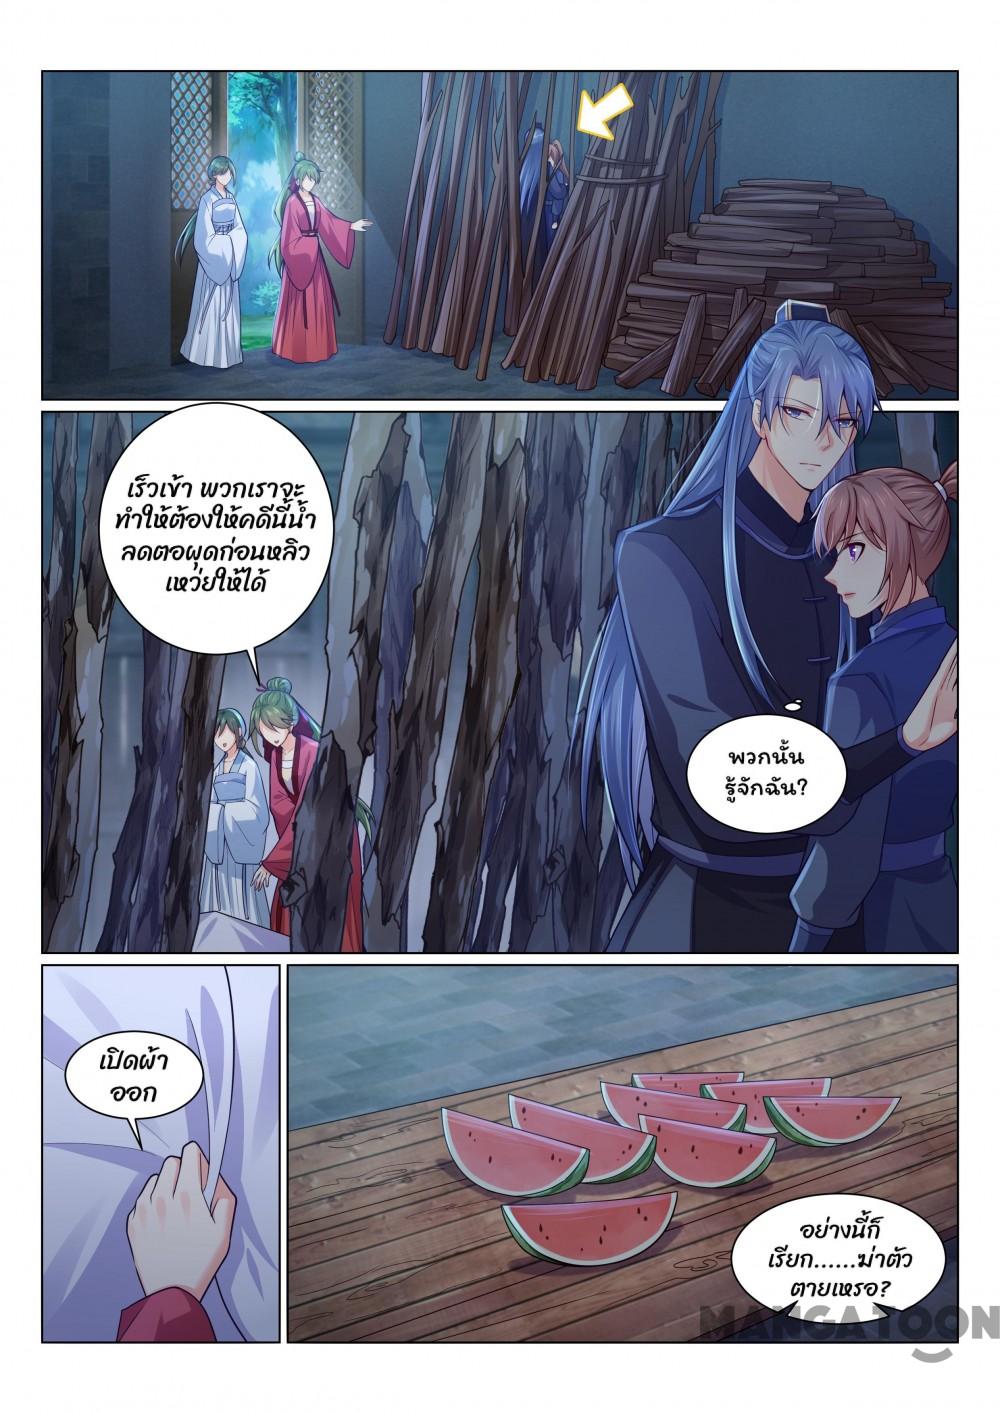 เร็วเข้า พวกเราจะ
ทำให้ต้องให้คดีนี้น้ำ
ลดตอผุดก่อนหลิว
เหว่ยให้ได้
พวกนั้น
รู้จักฉัน?
เปิดผ้า
ออก
อย่างนี้ก็
เรียก......ฆ่าตัว
ตายเหรอ?
MANGATOON